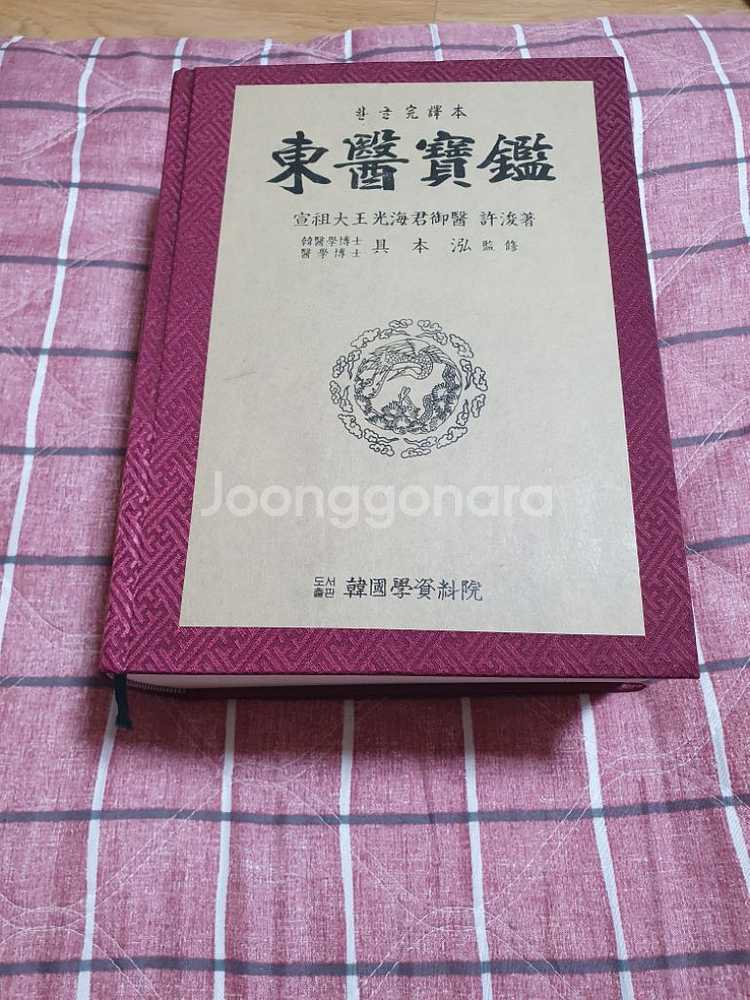 한글完譯本
東醫寶鑑
宣祖大王光海君御醫 許浚著
韓醫學博士
醫學博士 具本泓 監修
Joonggonara
도서
출판 韓國學資料院